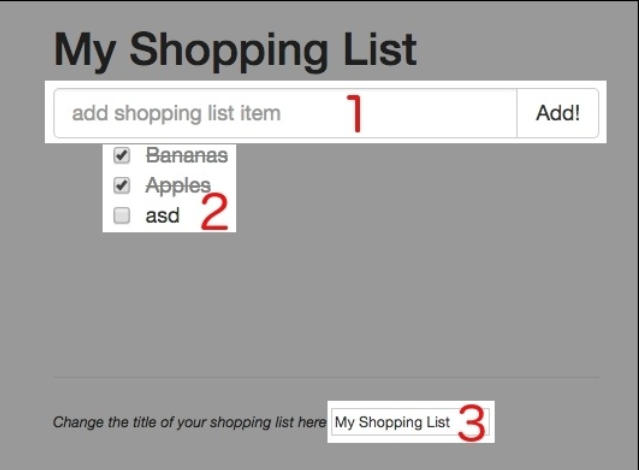 My Shopping List
add shopping list item 1 Add!
Bananas
Apples
asd 2
Change the title of your shopping list here My Shopping List 3